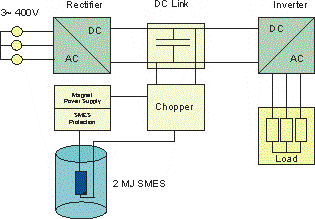 3~ 400V
Rectifier
DC Link
Inverter
DC
AC
DC
AC
Magnet
Power Supply
SMES
Protection
Chopper
2 MJ SMES
Load